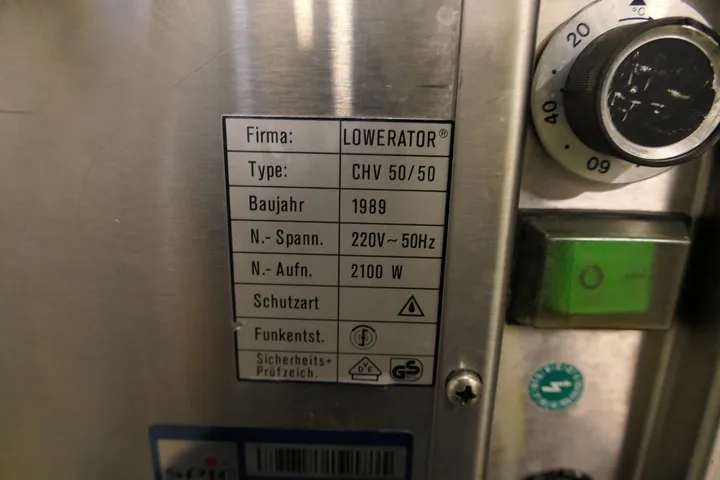 Firma: LOWERATOR®
Type: CHV 50/50
Baujahr 1989
N.- Spann. 220V~50Hz
N.- Aufn. 2100 W
Schutzart
Funkentst.
Sicherheits+ Prüfzeich. VDE GS
°C
20
40
60
O -